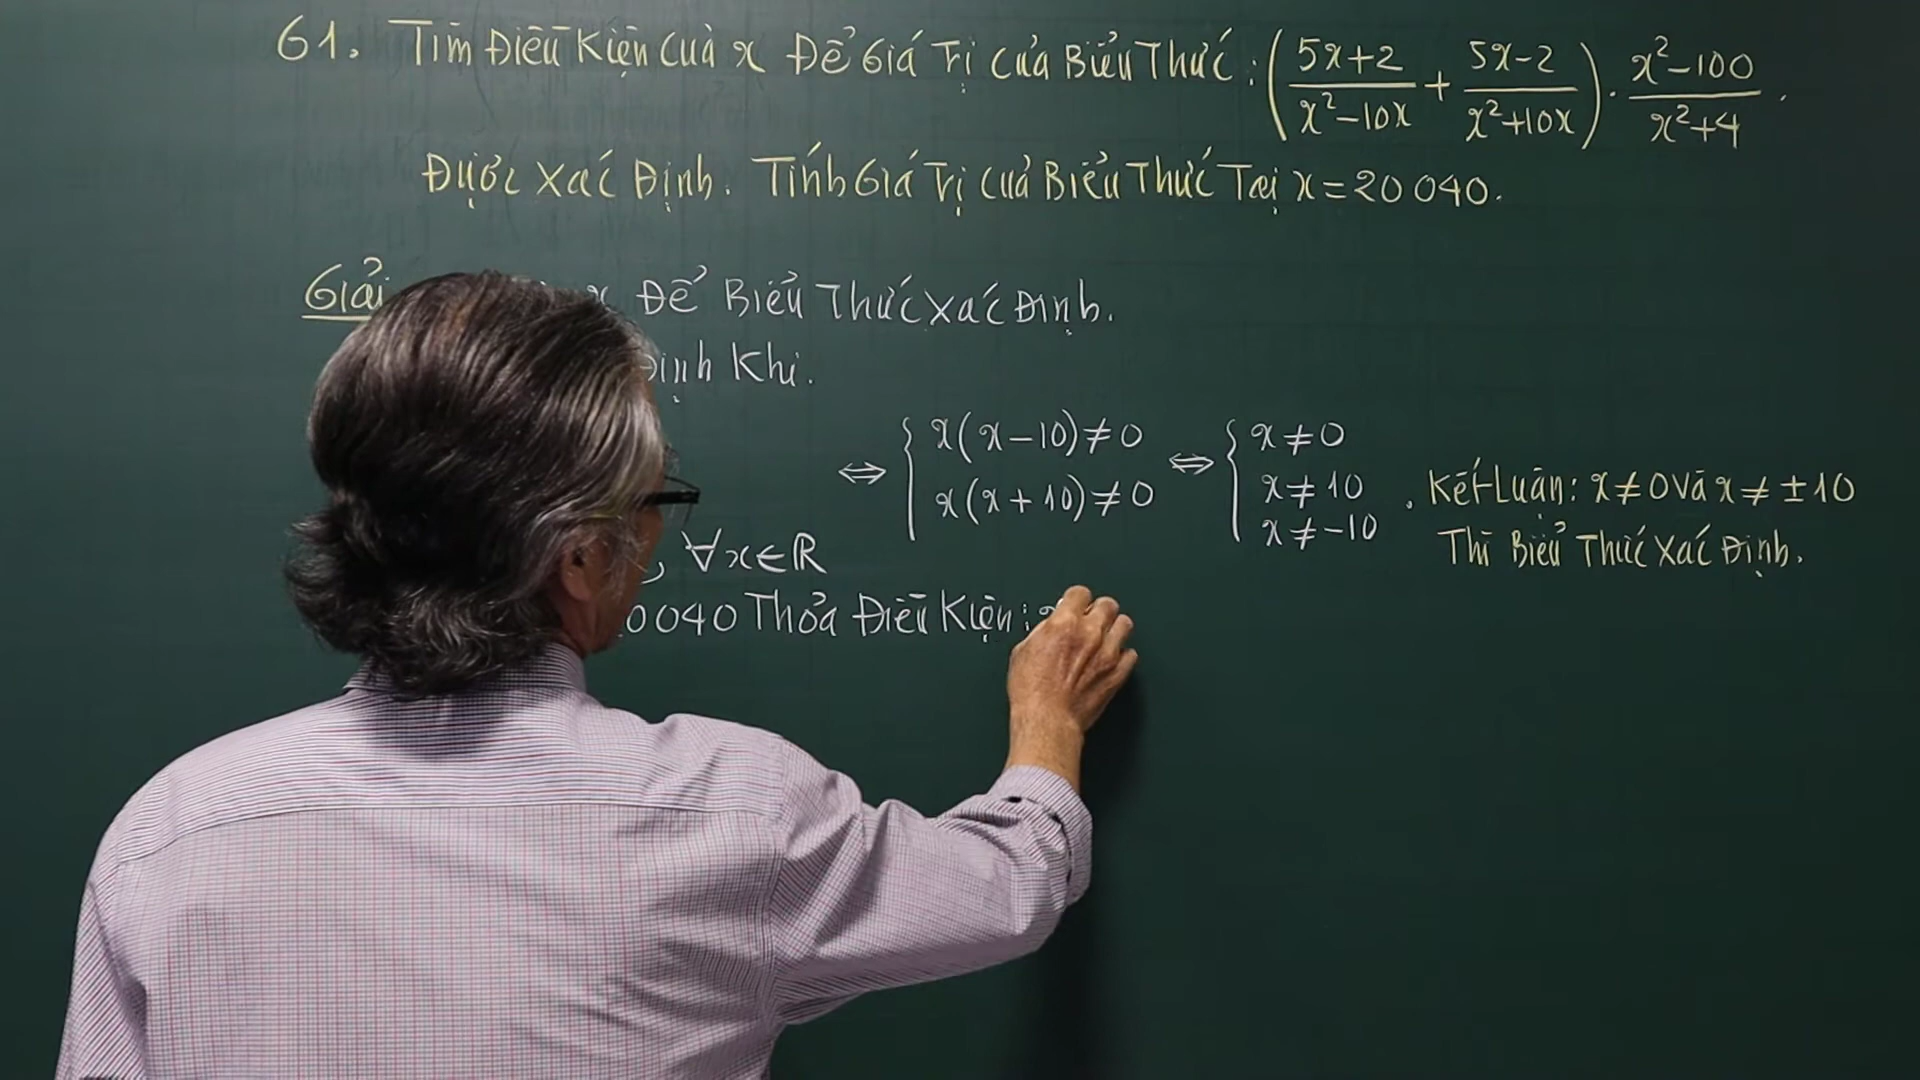 61. Tìm Điều Kiện Của x Để Giá Trị Của Biểu Thức : ( (5x+2)/(x²-10x) + (5x-2)/(x²+10x) ) . (x²-100)/(x²+4) .
Được Xác Định. Tính Giá Trị Của Biểu Thức Tại x = 20 040.
Giải x Để Biểu Thức Xác Định.
Định Khi.
⇔ { x(x-10) ≠ 0 ⇔ { x ≠ 0
x(x+10) ≠ 0 x ≠ 10
x ≠ -10
. Kết Luận : x ≠ 0 Và x ≠ ±10
Thì Biểu Thức Xác Định.
, ∀x∈ℝ
0 040 Thỏa Điều Kiện :